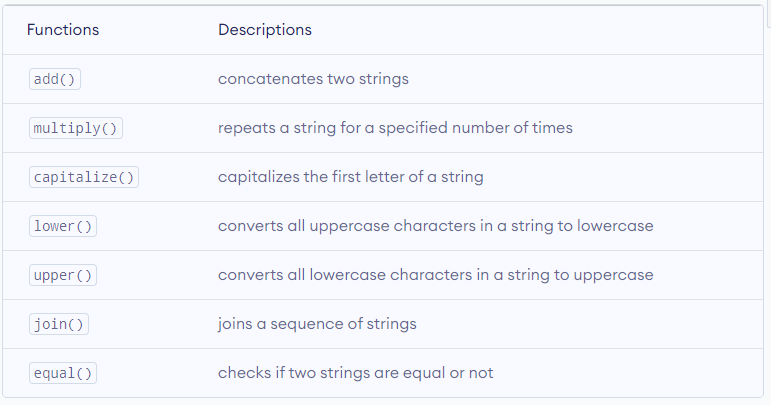 Functions Descriptions
add() concatenates two strings
multiply() repeats a string for a specified number of times
capitalize() capitalizes the first letter of a string
lower() converts all uppercase characters in a string to lowercase
upper() converts all lowercase characters in a string to uppercase
join() joins a sequence of strings
equal() checks if two strings are equal or not